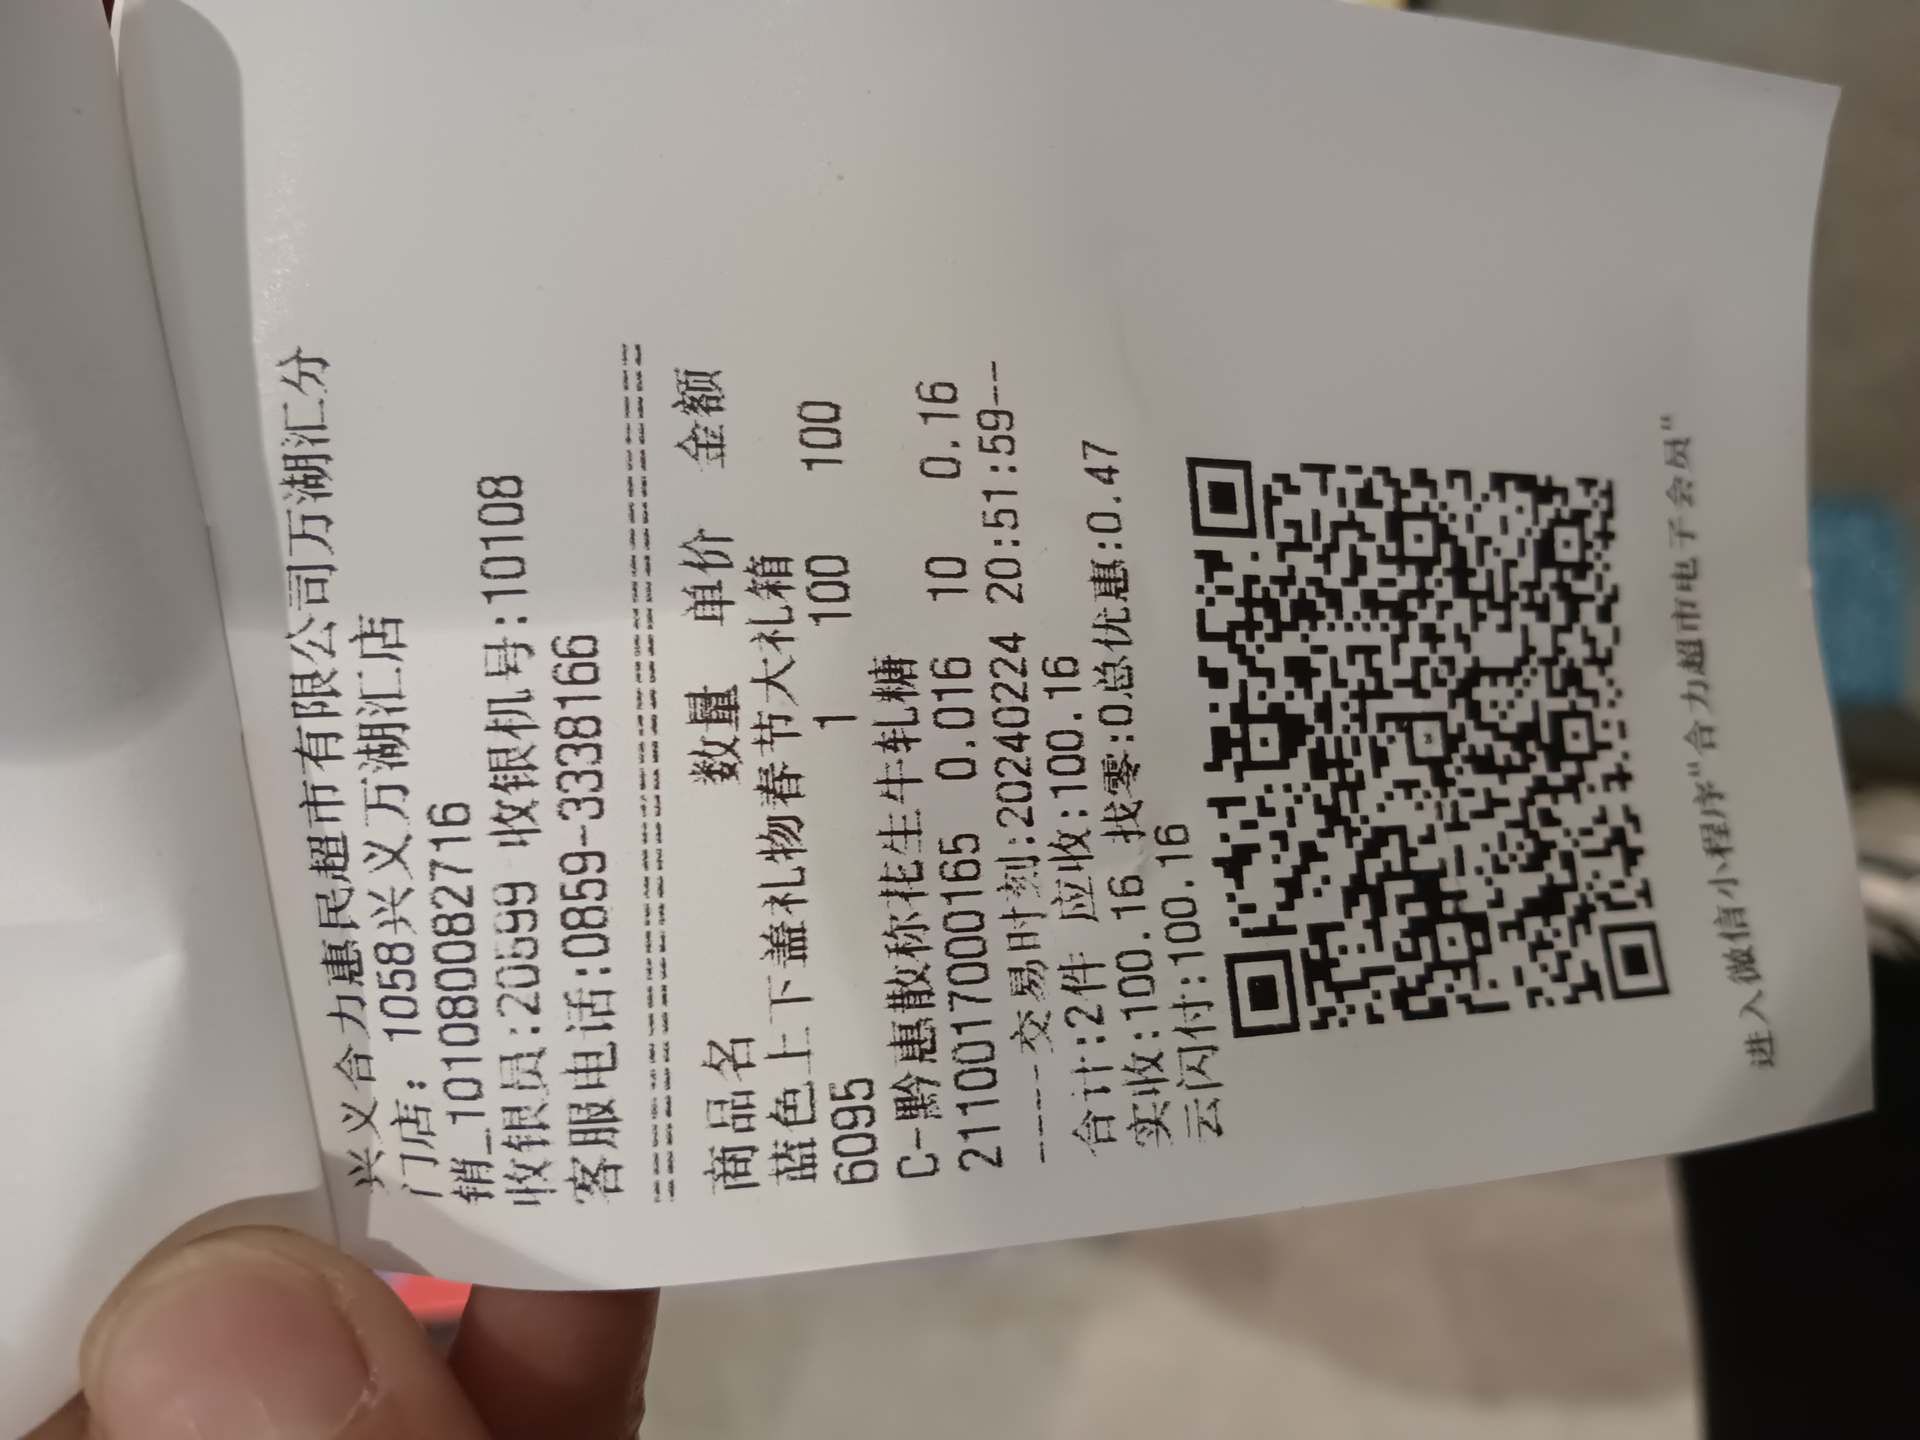 兴义合力惠民超市有限公司万湖汇分
门店: 1058兴义万湖汇店
销_101080082716
收银员:20599 收银机号:10108
客服电话:0859-3338166
================================
商品名 数量 单价 金额
蓝色上下盖礼物春节大礼箱
6095 1 100 100
C-黔惠散称花生牛轧糖
2110017000165 0.016 10 0.16
-----交易时刻:20240224 20:51:59--
合计:2件 应收:100.16
实收:100.16 找零:0总优惠:0.47
云闪付:100.16
进入微信小程序"合力超市电子会员"